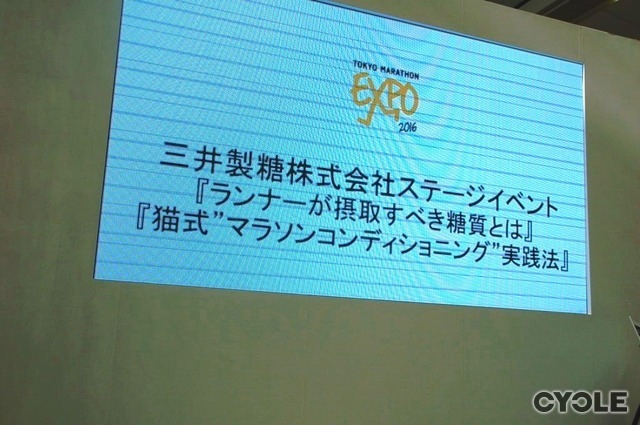 TOKYO MARATHON
EXPO
2016
三井製糖株式会社ステージイベント
『ランナーが摂取すべき糖質とは』
『猫式”マラソンコンディショニング”実践法』
CYCLE